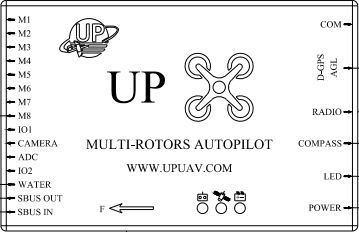 M1
M2
M3
M4
M5
M6
M7
M8
IO1
CAMERA
ADC
IO2
WATER
SBUS OUT
SBUS IN
UP
UP
MULTI-ROTORS AUTOPILOT
WWW.UPUAV.COM
F
COM
D-GPS
AGL
RADIO
COMPASS
LED
POWER